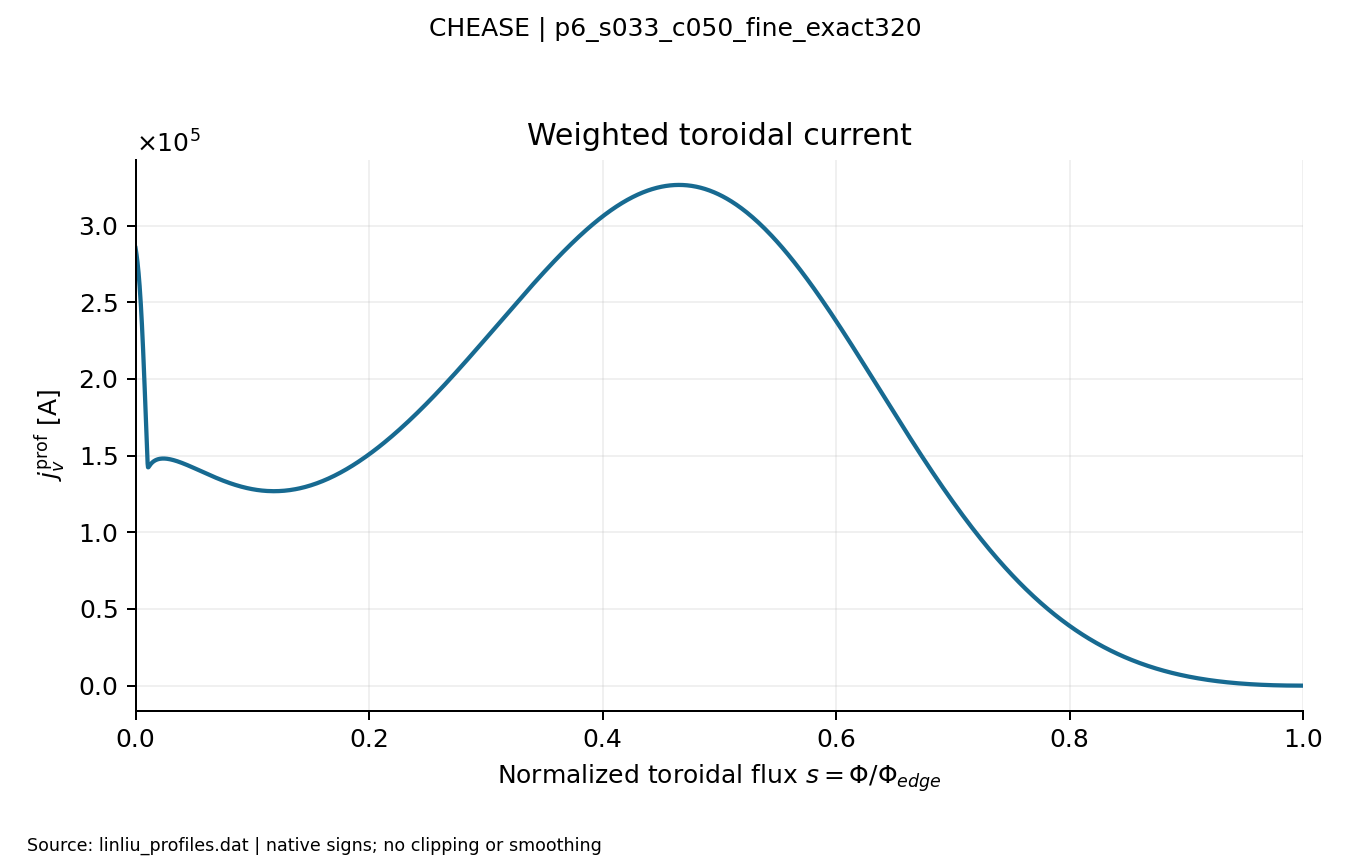 CHEASE | p6_s033_c050_fine_exact320
Weighted toroidal current
×10⁵
3.0
2.5
2.0
1.5
1.0
0.5
0.0
j_v^prof [A]
0.0 0.2 0.4 0.6 0.8 1.0
Normalized toroidal flux s = Φ/Φ_edge
Source: linliu_profiles.dat | native signs; no clipping or smoothing